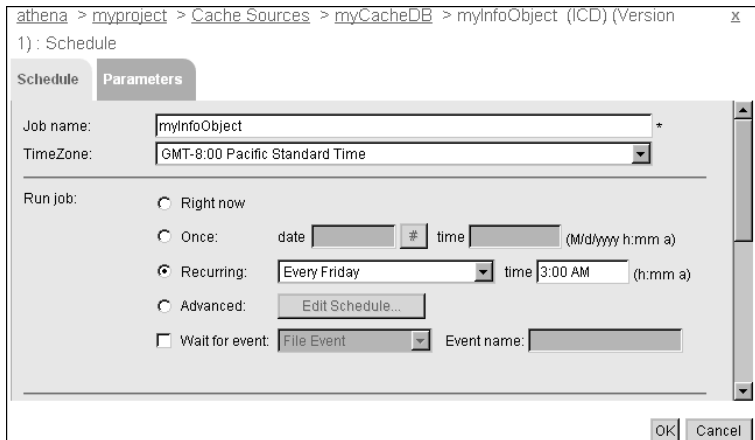 athena > myproject > Cache Sources > myCacheDB > myInfoObject (ICD) (Version x
1) : Schedule
Schedule Parameters
Job name: myInfoObject *
TimeZone: GMT-8:00 Pacific Standard Time
Run job: Right now
Once: date # time (M/d/yyyy h:mm a)
Recurring: Every Friday time 3:00 AM (h:mm a)
Advanced: Edit Schedule...
Wait for event: File Event Event name:
OK Cancel